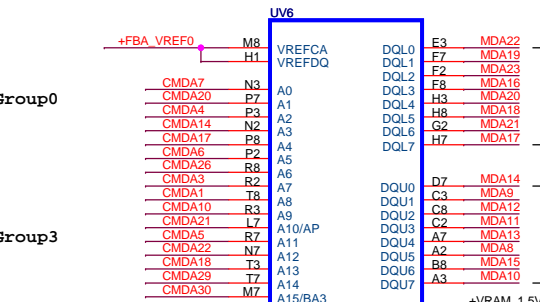 UV6
+FBA_VREF0 M8 VREFCA DQL0 E3 MDA22
H1 VREFDQ DQL1 F7 MDA19
DQL2 F2 MDA23
CMDA7 N3 A0 DQL3 F8 MDA16
Group0 CMDA20 P7 A1 DQL4 H3 MDA20
CMDA4 P3 A2 DQL5 H8 MDA18
CMDA14 N2 A3 DQL6 G2 MDA21
CMDA17 P8 A4 DQL7 H7 MDA17
CMDA6 P2 A5
CMDA26 R8 A6
CMDA3 R2 A7 DQU0 D7 MDA14
CMDA1 T8 A8 DQU1 C3 MDA9
CMDA10 R3 A9 DQU2 C8 MDA12
CMDA21 L7 A10/AP DQU3 C2 MDA11
Group3 CMDA5 R7 A11 DQU4 A7 MDA13
CMDA22 N7 A12 DQU5 A2 MDA8
CMDA18 T3 A13 DQU6 B8 MDA15
CMDA29 T7 A14 DQU7 A3 MDA10
CMDA30 M7 A15/BA3
+VRAM_1.5V